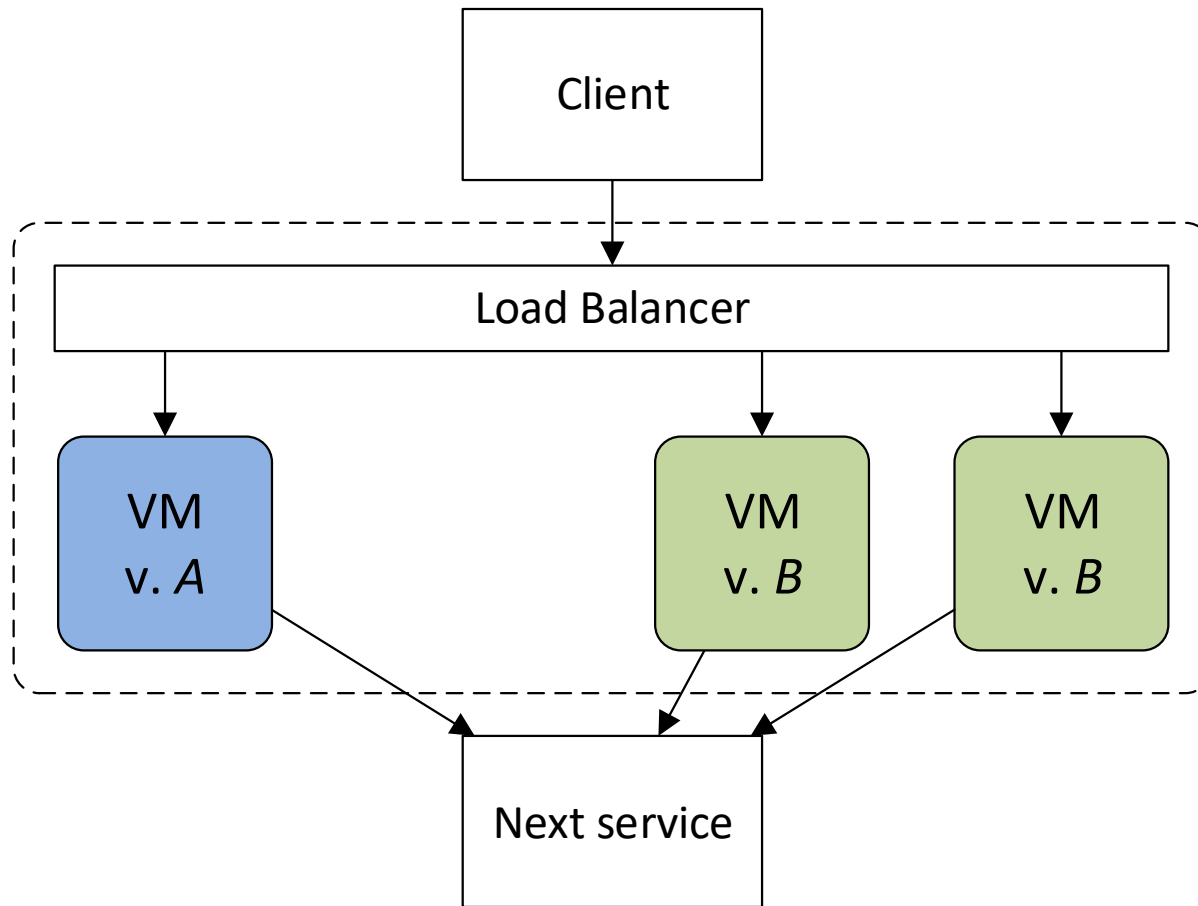 Client
Load Balancer
VM
v. A
VM
v. B
VM
v. B
Next service